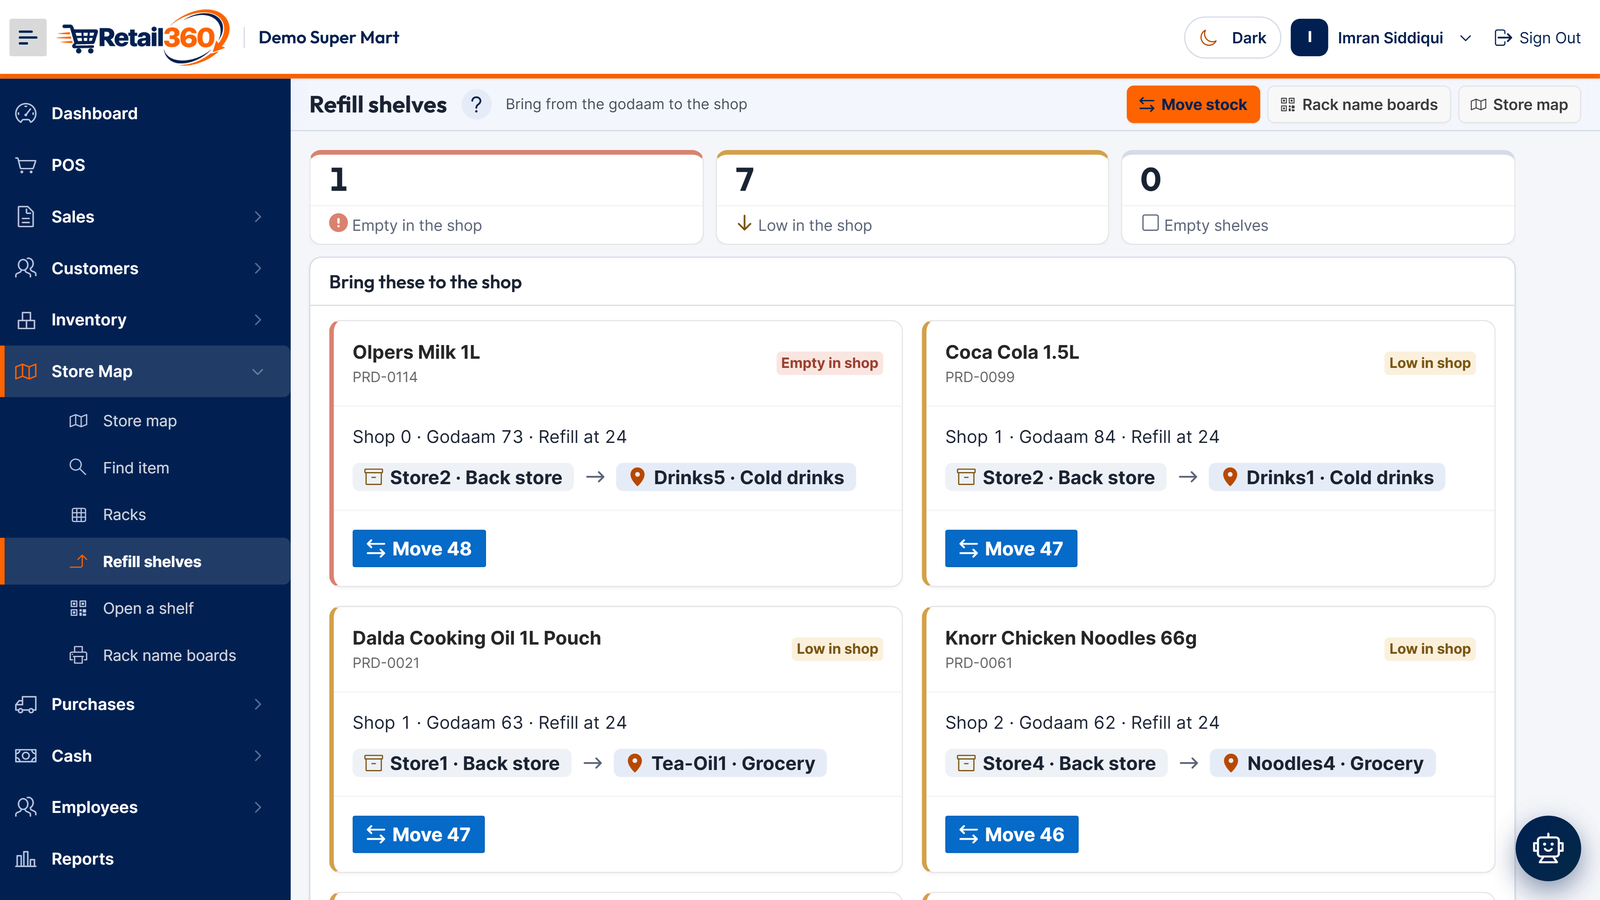 Retail360
Demo Super Mart
Dark
I
Imran Siddiqui
Sign Out
Dashboard
POS
Sales
Customers
Inventory
Store Map
Store map
Find item
Racks
Refill shelves
Open a shelf
Rack name boards
Purchases
Cash
Employees
Reports
Refill shelves
?
Bring from the godaam to the shop
Move stock
Rack name boards
Store map
1
Empty in the shop
7
Low in the shop
0
Empty shelves
Bring these to the shop
Olpers Milk 1L
PRD-0114
Empty in shop
Shop 0 · Godaam 73 · Refill at 24
Store2 · Back store → Drinks5 · Cold drinks
Move 48
Coca Cola 1.5L
PRD-0099
Low in shop
Shop 1 · Godaam 84 · Refill at 24
Store2 · Back store → Drinks1 · Cold drinks
Move 47
Dalda Cooking Oil 1L Pouch
PRD-0021
Low in shop
Shop 1 · Godaam 63 · Refill at 24
Store1 · Back store → Tea-Oil1 · Grocery
Move 47
Knorr Chicken Noodles 66g
PRD-0061
Low in shop
Shop 2 · Godaam 62 · Refill at 24
Store4 · Back store → Noodles4 · Grocery
Move 46